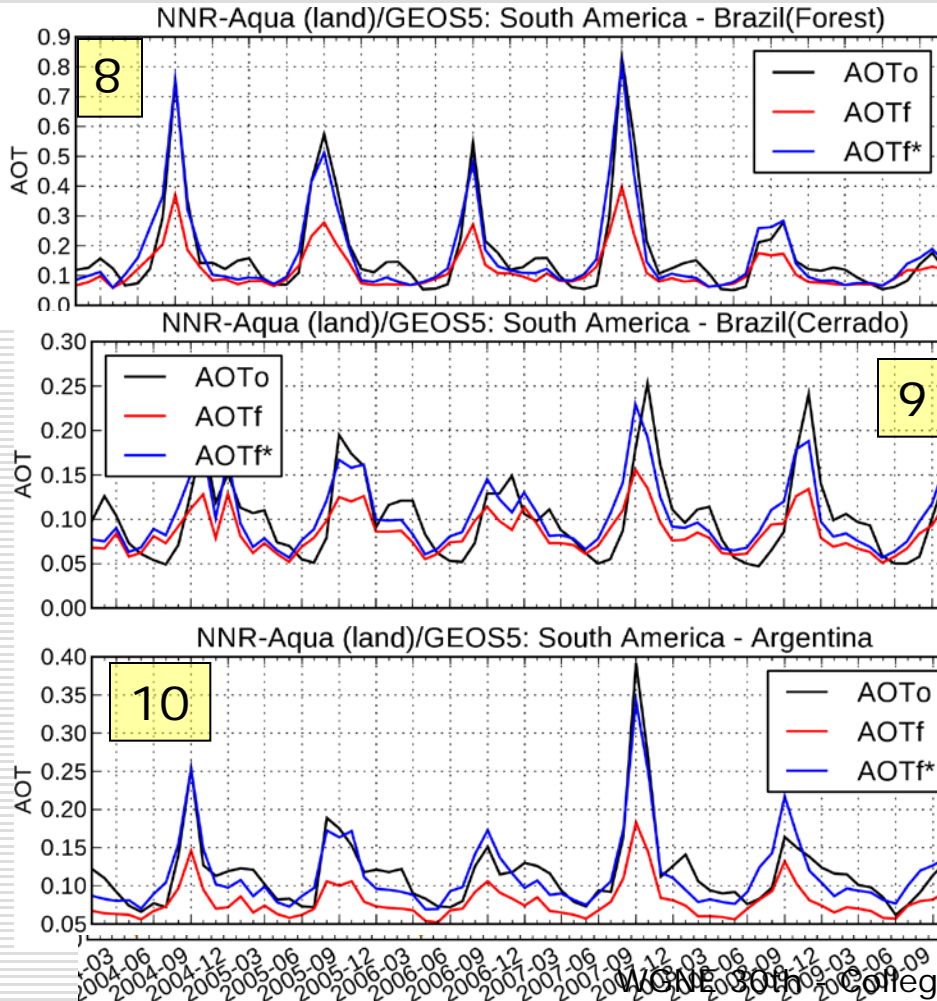 NNR-Aqua (land)/GEOS5: South America - Brazil(Forest)
8
AOT
0.9
0.8
0.7
0.6
0.5
0.4
0.3
0.2
0.1
0.0
AOTo
AOTf
AOTf*
NNR-Aqua (land)/GEOS5: South America - Brazil(Cerrado)
9
AOT
0.30
0.25
0.20
0.15
0.10
0.05
0.00
AOTo
AOTf
AOTf*
NNR-Aqua (land)/GEOS5: South America - Argentina
10
AOT
0.40
0.35
0.30
0.25
0.20
0.15
0.10
0.05
AOTo
AOTf
AOTf*
-03
2004-06
2004-09
2004-12
2005-03
2005-06
2005-09
2005-12
2006-03
2006-06
2006-09
2006-12
2007-03
2007-06
2007-09
WGNE 30th - Colleg